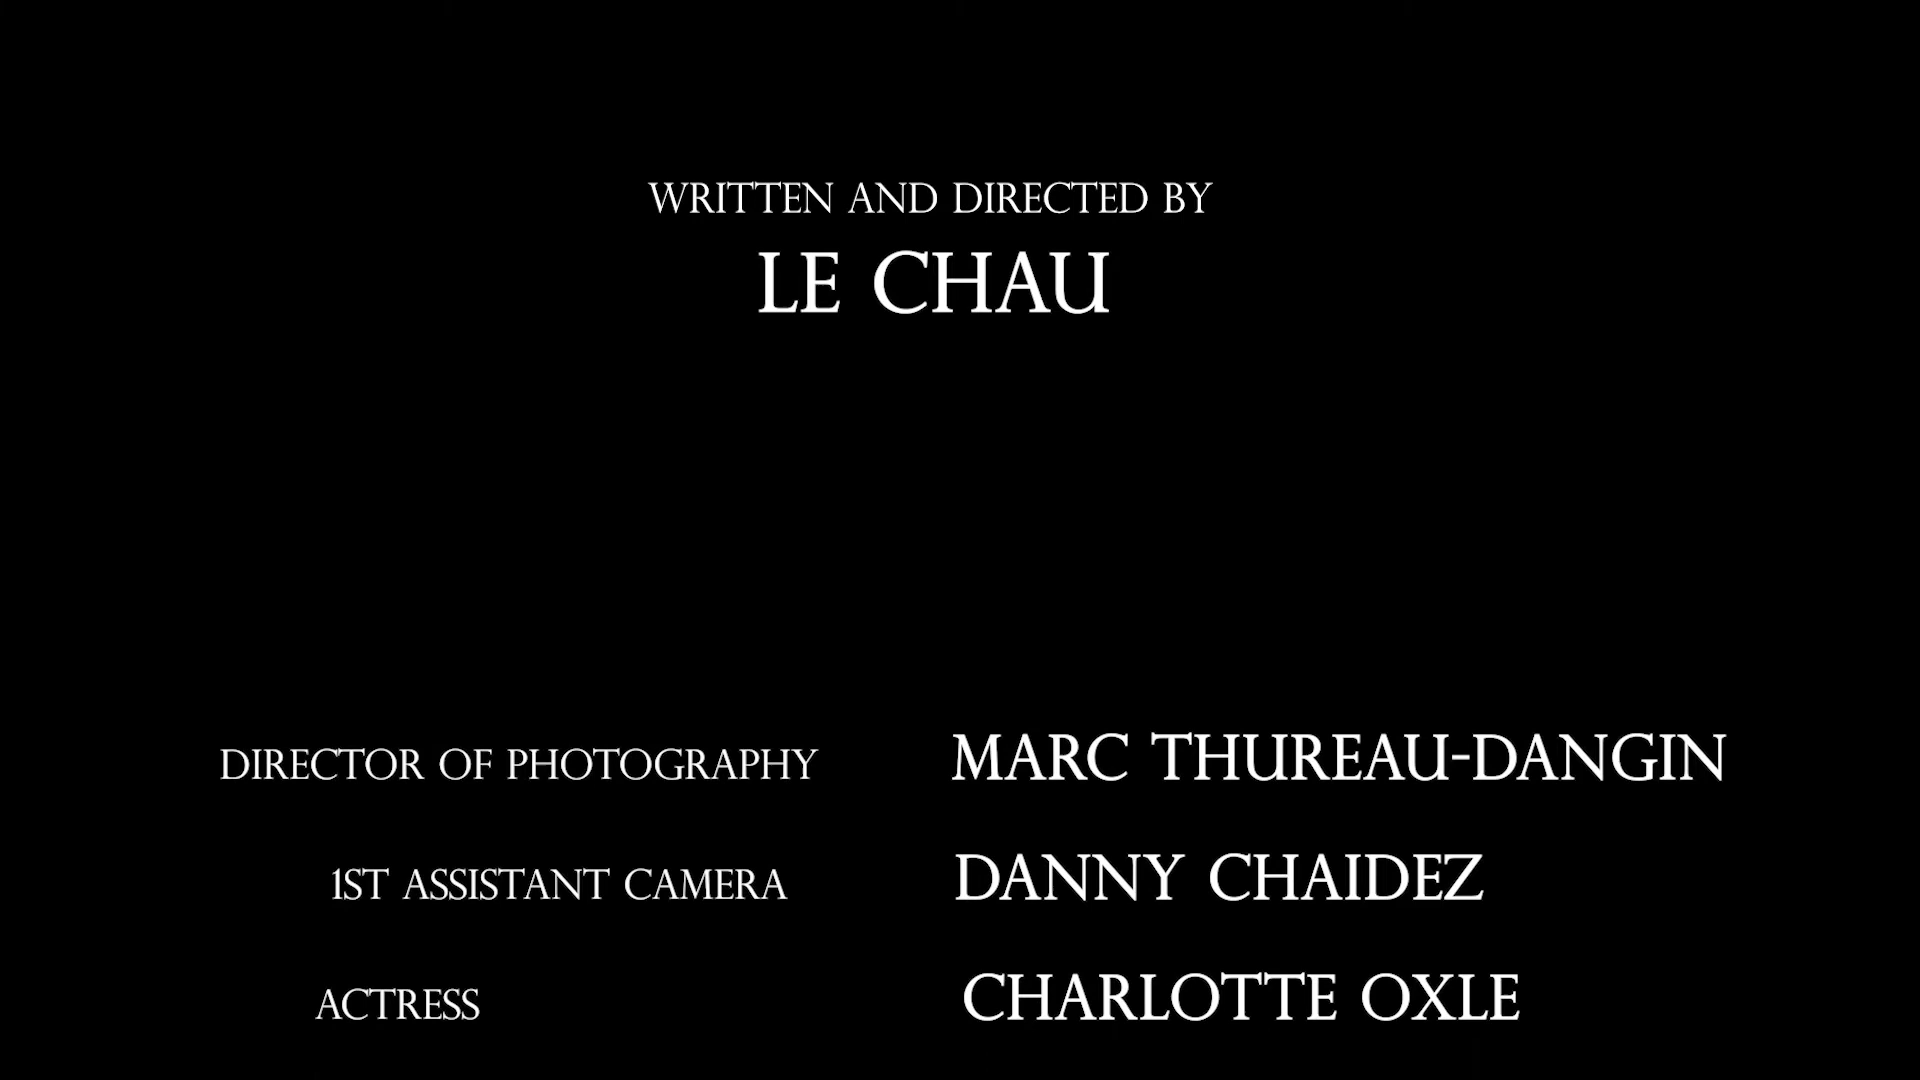 WRITTEN AND DIRECTED BY
LE CHAU
DIRECTOR OF PHOTOGRAPHY MARC THUREAU-DANGIN
1ST ASSISTANT CAMERA DANNY CHAIDEZ
ACTRESS CHARLOTTE OXLE